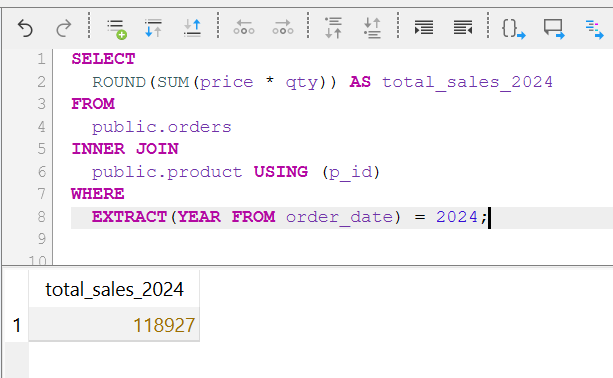 1 SELECT
2 ROUND(SUM(price * qty)) AS total_sales_2024
3 FROM
4 public.orders
5 INNER JOIN
6 public.product USING (p_id)
7 WHERE
8 EXTRACT(YEAR FROM order_date) = 2024;
9
10
total_sales_2024
1 118927